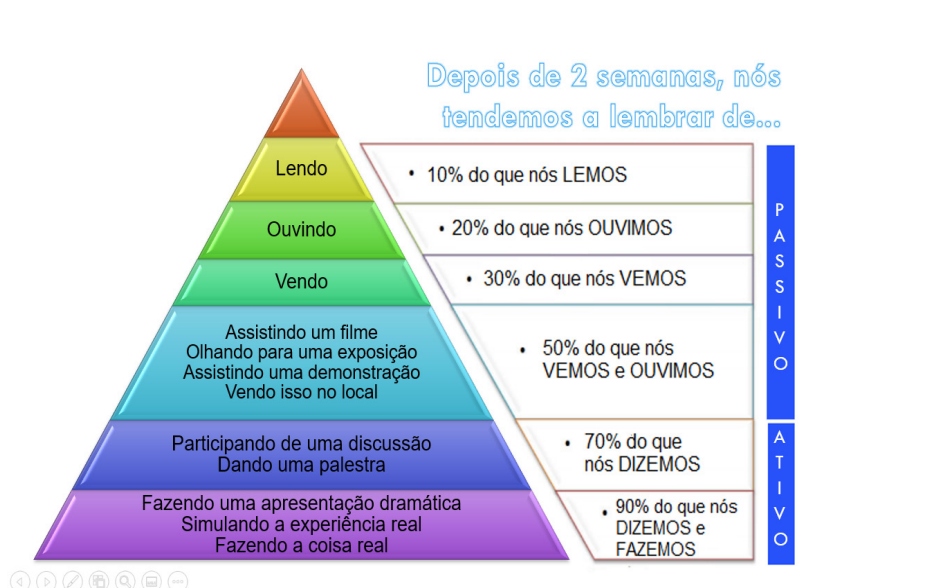 Depois de 2 semanas, nós
tendemos a lembrar de...
Lendo
• 10% do que nós LEMOS
Ouvindo
• 20% do que nós OUVIMOS
Vendo
• 30% do que nós VEMOS
Assistindo um filme
Olhando para uma exposição
Assistindo uma demonstração
Vendo isso no local
• 50% do que nós
VEMOS e OUVIMOS
Participando de uma discussão
Dando uma palestra
• 70% do que
nós DIZEMOS
Fazendo uma apresentação dramática
Simulando a experiência real
Fazendo a coisa real
• 90% do que nós
DIZEMOS e
FAZEMOS
PASSIVO
ATIVO